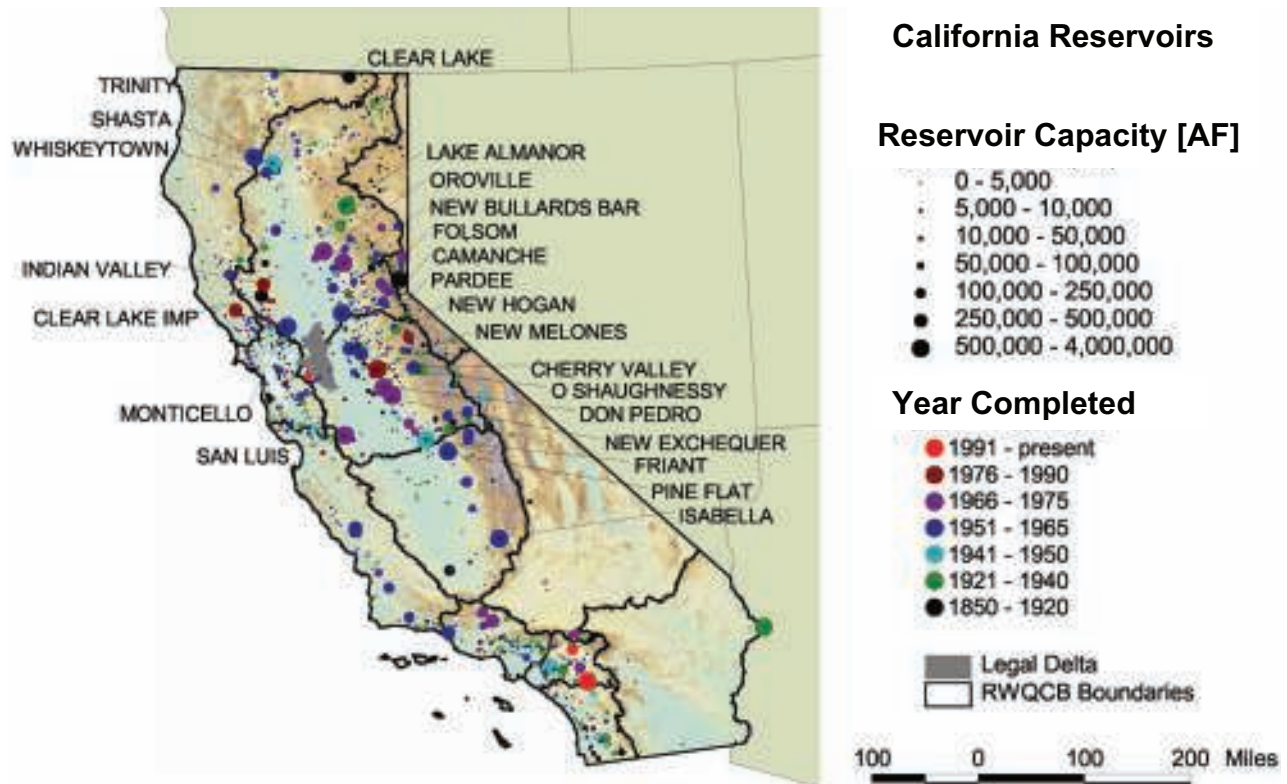 CLEAR LAKE
TRINITY
SHASTA
WHISKEYTOWN
LAKE ALMANOR
OROVILLE
NEW BULLARDS BAR
FOLSOM
CAMANCHE
PARDEE
NEW HOGAN
NEW MELONES
INDIAN VALLEY
CLEAR LAKE IMP
CHERRY VALLEY
O SHAUGHNESSY
DON PEDRO
MONTICELLO
SAN LUIS
NEW EXCHEQUER
FRIANT
PINE FLAT
ISABELLA
California Reservoirs
Reservoir Capacity [AF]
0 - 5,000
5,000 - 10,000
10,000 - 50,000
50,000 - 100,000
100,000 - 250,000
250,000 - 500,000
500,000 - 4,000,000
Year Completed
1991 - present
1976 - 1990
1966 - 1975
1951 - 1965
1941 - 1950
1921 - 1940
1850 - 1920
Legal Delta
RWQCB Boundaries
100 0 100 200 Miles